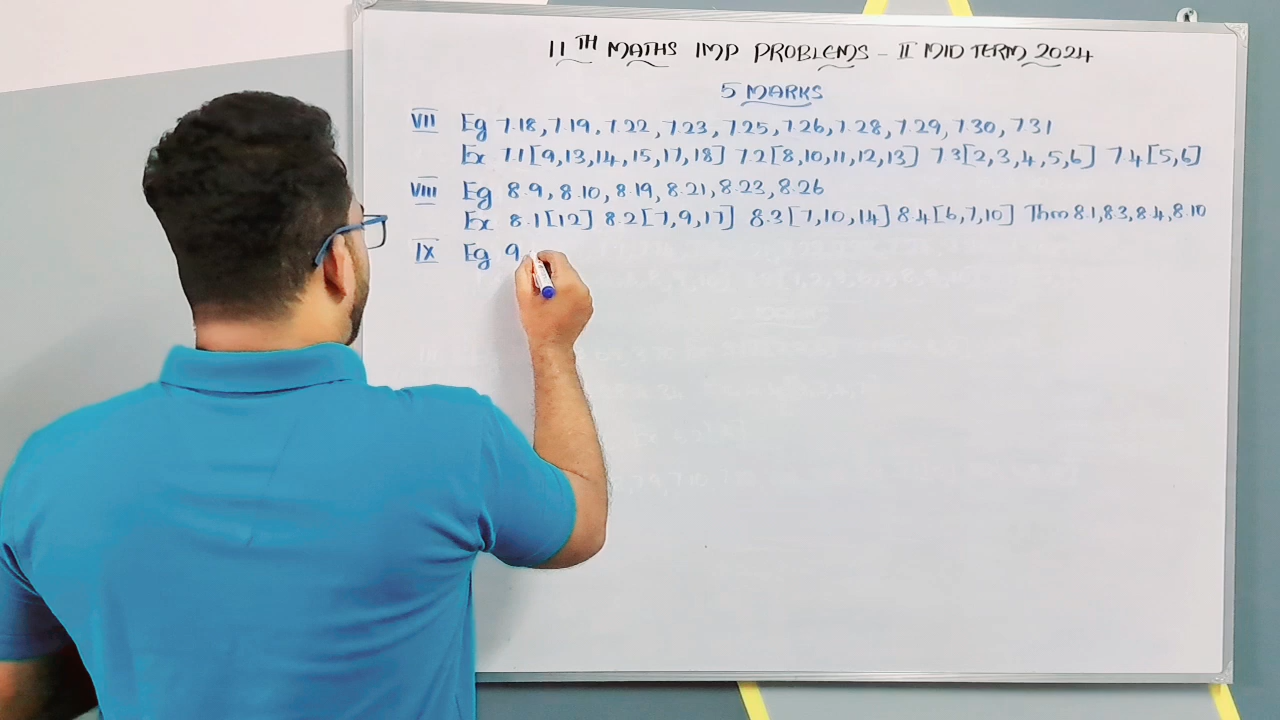 11TH MATHS IMP PROBLEMS - II MID TERM 2024
5 MARKS
VII Eg 7.18, 7.19, 7.22, 7.23, 7.25, 7.26, 7.28, 7.29, 7.30, 7.31
Ex 7.1 [9, 13, 14, 15, 17, 18] 7.2 [8, 10, 11, 12, 13] 7.3 [2, 3, 4, 5, 6] 7.4 [5, 6]
VIII Eg 8.9, 8.10, 8.19, 8.21, 8.23, 8.26
Ex 8.1 [12] 8.2 [7, 9, 17] 8.3 [7, 10, 14] 8.4 [6, 7, 10] Thm 8.1, 8.3, 8.4, 8.10
IX Eg 9.